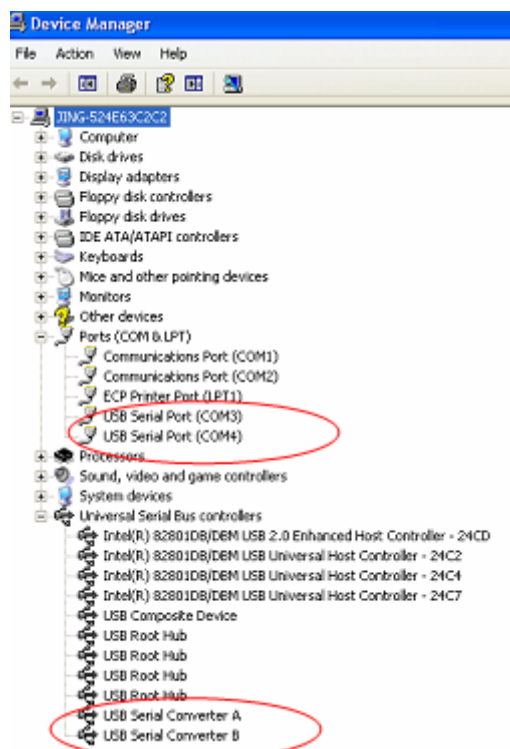 Device Manager
File Action View Help
JING-524E63C2C2
Computer
Disk drives
Display adapters
Floppy disk controllers
Floppy disk drives
IDE ATA/ATAPI controllers
Keyboards
Mice and other pointing devices
Monitors
Other devices
Ports (COM & LPT)
Communications Port (COM1)
Communications Port (COM2)
ECP Printer Port (LPT1)
USB Serial Port (COM3)
USB Serial Port (COM4)
Processors
Sound, video and game controllers
System devices
Universal Serial Bus controllers
Intel(R) 82801DB/DBM USB 2.0 Enhanced Host Controller - 24CD
Intel(R) 82801DB/DBM USB Universal Host Controller - 24C2
Intel(R) 82801DB/DBM USB Universal Host Controller - 24C4
Intel(R) 82801DB/DBM USB Universal Host Controller - 24C7
USB Composite Device
USB Root Hub
USB Root Hub
USB Root Hub
USB Root Hub
USB Serial Converter A
USB Serial Converter B